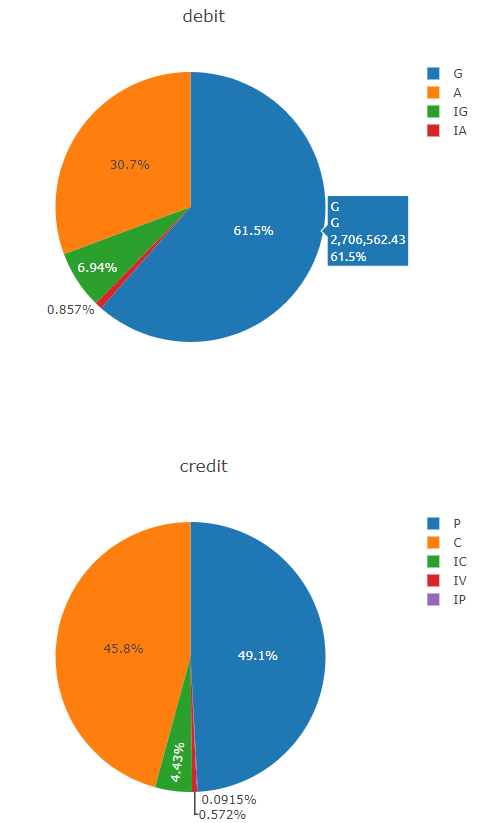 debit
G
A
IG
IA
30.7%
61.5%
G
G
2,706,562.43
61.5%
6.94%
0.857%
credit
P
C
IC
IV
IP
45.8%
49.1%
4.43%
0.0915%
0.572%